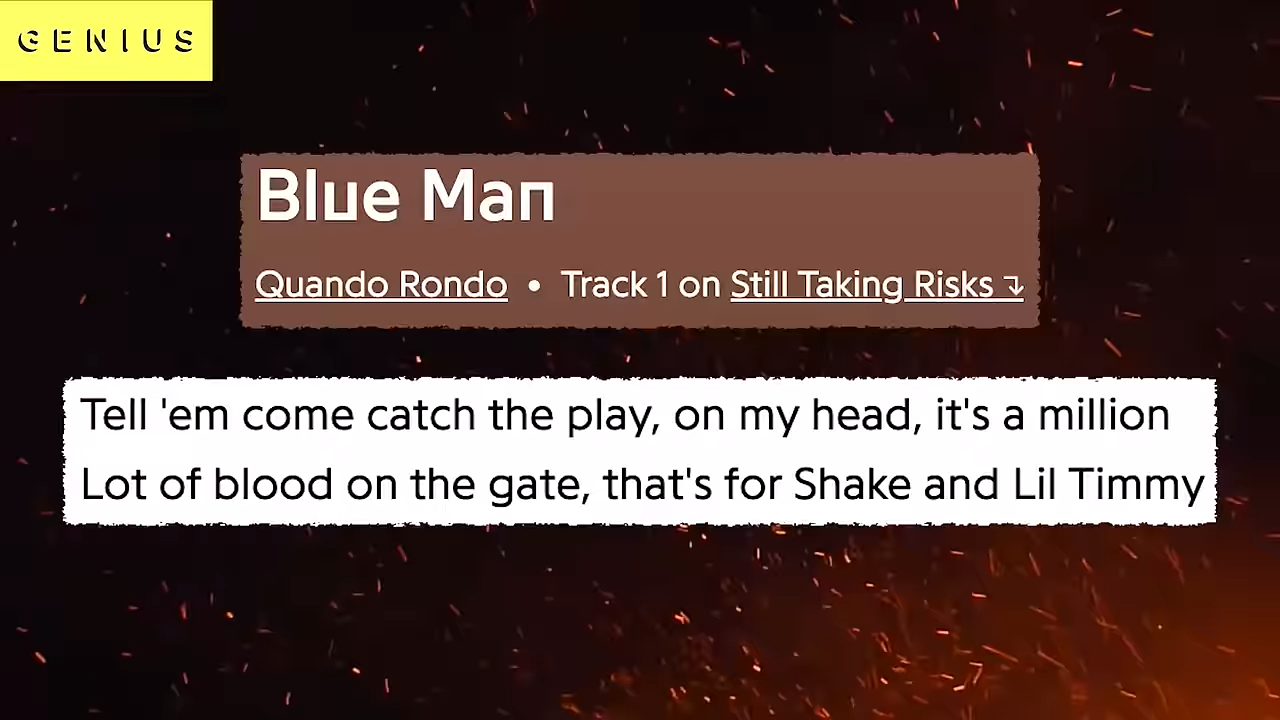 GENIUS
Blue Man
Quando Rondo • Track 1 on Still Taking Risks
Tell 'em come catch the play, on my head, it's a million
Lot of blood on the gate, that's for Shake and Lil Timmy